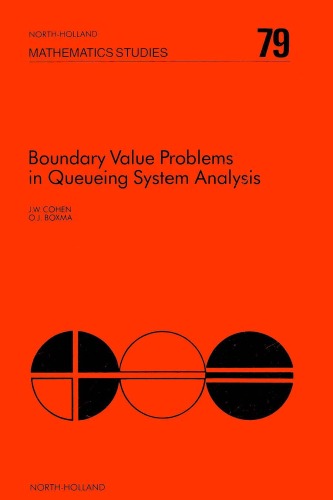 NORTH-HOLLAND
MATHEMATICS STUDIES
79
Boundary Value Problems
in Queueing System Analysis
J.W. COHEN
O.J. BOXMA
NORTH-HOLLAND